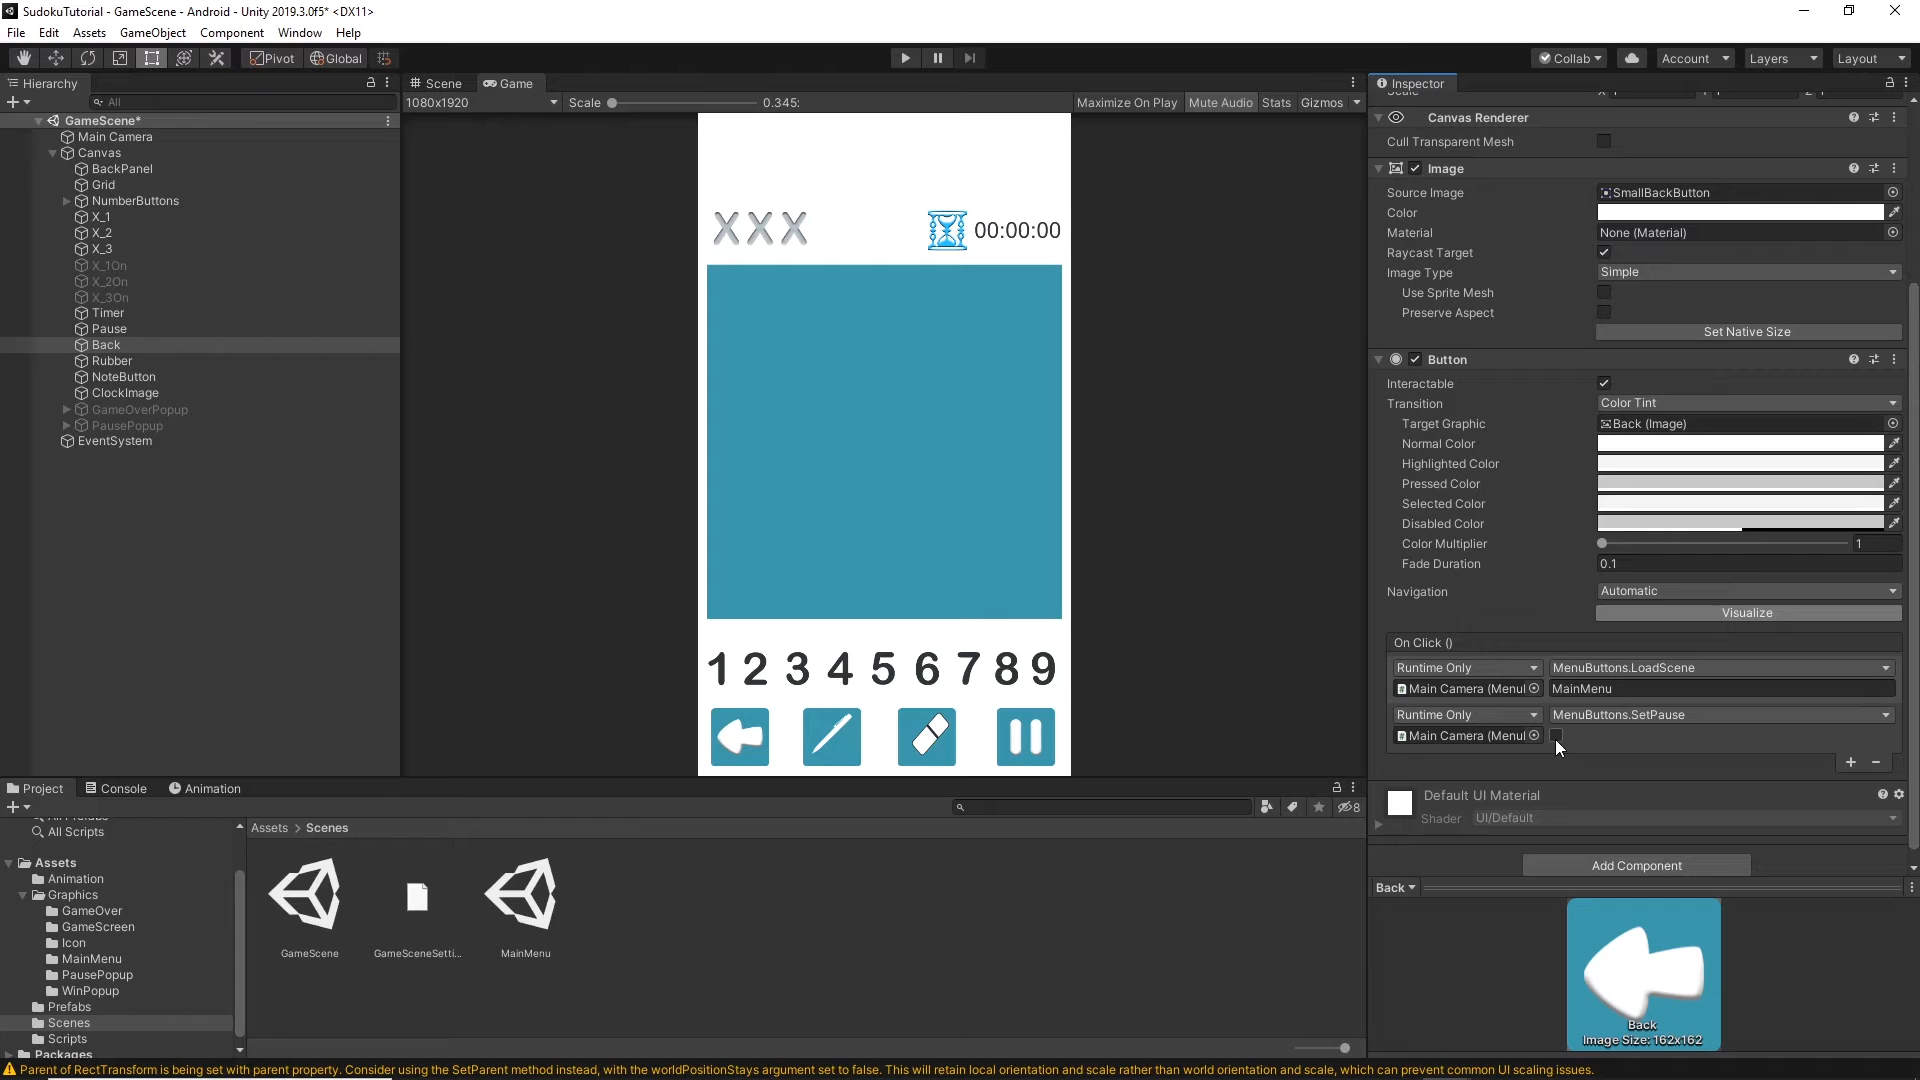 SudokuTutorial - GameScene - Android - Unity 2019.3.0f5* <DX11>
File Edit Assets GameObject Component Window Help
Pivot Global Collab Account Layers Layout
Hierarchy
All
GameScene*
Main Camera
Canvas
BackPanel
Grid
NumberButtons
X_1
X_2
X_3
X_1On
X_2On
X_3On
Timer
Pause
Back
Rubber
NoteButton
ClockImage
GameOverPopup
PausePopup
EventSystem
Scene Game
1080x1920 Scale 0.345: Maximize On Play Mute Audio Stats Gizmos
X X X 00:00:00
1 2 3 4 5 6 7 8 9
Inspector
Canvas Renderer
Cull Transparent Mesh
Image
Source Image SmallBackButton
Color
Material None (Material)
Raycast Target
Image Type Simple
Use Sprite Mesh
Preserve Aspect
Set Native Size
Button
Interactable
Transition Color Tint
Target Graphic Back (Image)
Normal Color
Highlighted Color
Pressed Color
Selected Color
Disabled Color
Color Multiplier 1
Fade Duration 0.1
Navigation Automatic
Visualize
On Click ()
Runtime Only MenuButtons.LoadScene
Main Camera (Menul MainMenu
Runtime Only MenuButtons.SetPause
Main Camera (Menul
+ -
Default UI Material
Shader UI/Default
Add Component
Back
Back
Image Size: 162x162
Project Console Animation
8
All Scripts
Assets
Animation
Graphics
GameOver
GameScreen
Icon
MainMenu
PausePopup
WinPopup
Prefabs
Scenes
Scripts
Packages
Assets > Scenes
GameScene GameSceneSetti... MainMenu
Parent of RectTransform is being set with parent property. Consider using the SetParent method instead, with the worldPositionStays argument set to false. This will retain local orientation and scale rather than world orientation and scale, which can prevent common UI scaling issues.